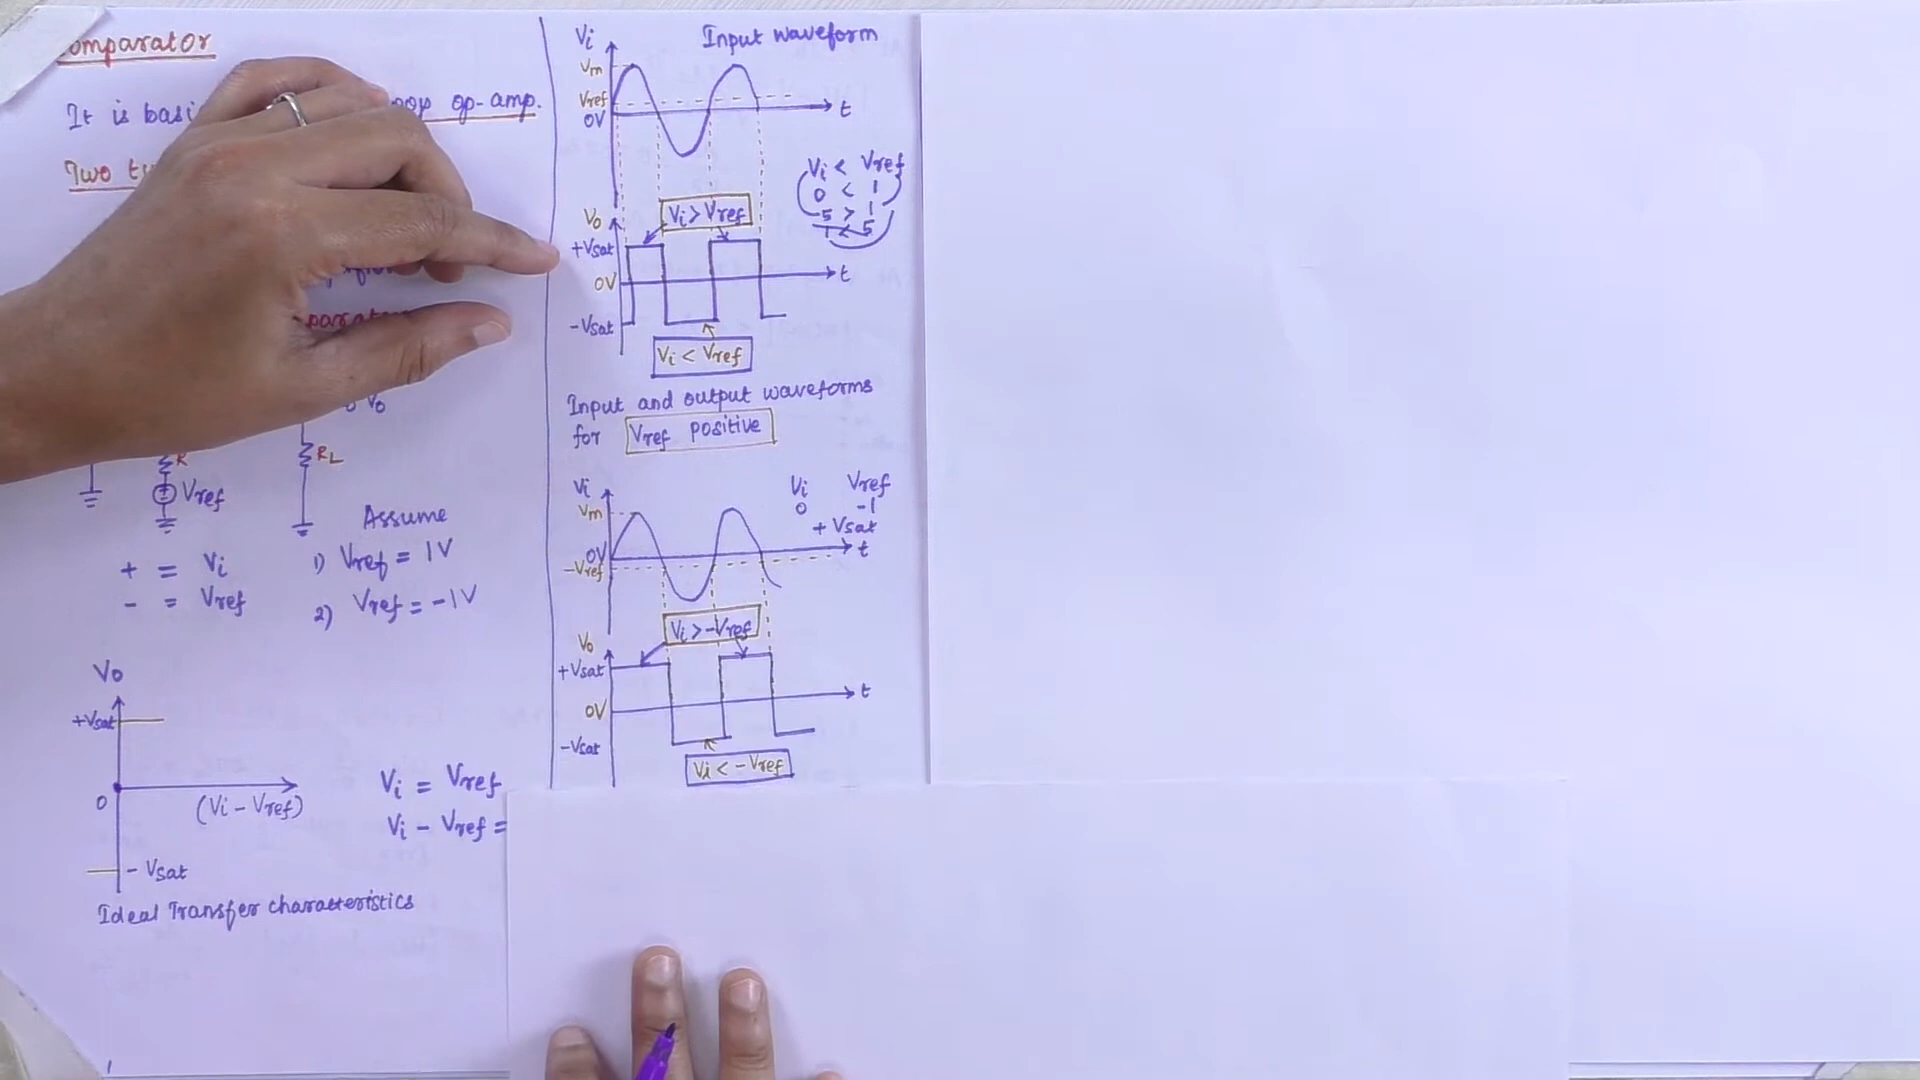 omparator
It is basi op-amp.
Two
Vo
R
RL
Vref
Assume
+ = Vi
- = Vref
1) Vref = 1V
2) Vref = -1V
Vo
+Vsat
0
(Vi - Vref)
- Vsat
Vi = Vref
Vi - Vref =
Ideal Transfer characteristics
Input waveform
Vi
Vm
Vref
0V
t
Vi < Vref
0 < 1
5 > 1
1 < 5
Vi > Vref
Vo
+Vsat
0V
t
-Vsat
Vi < Vref
Input and output waveforms
for Vref positive
Vi
Vm
0V
-Vref
t
Vi Vref
0 -1
+ Vsat
Vi > -Vref
Vo
+Vsat
0V
t
-Vsat
Vi < -Vref